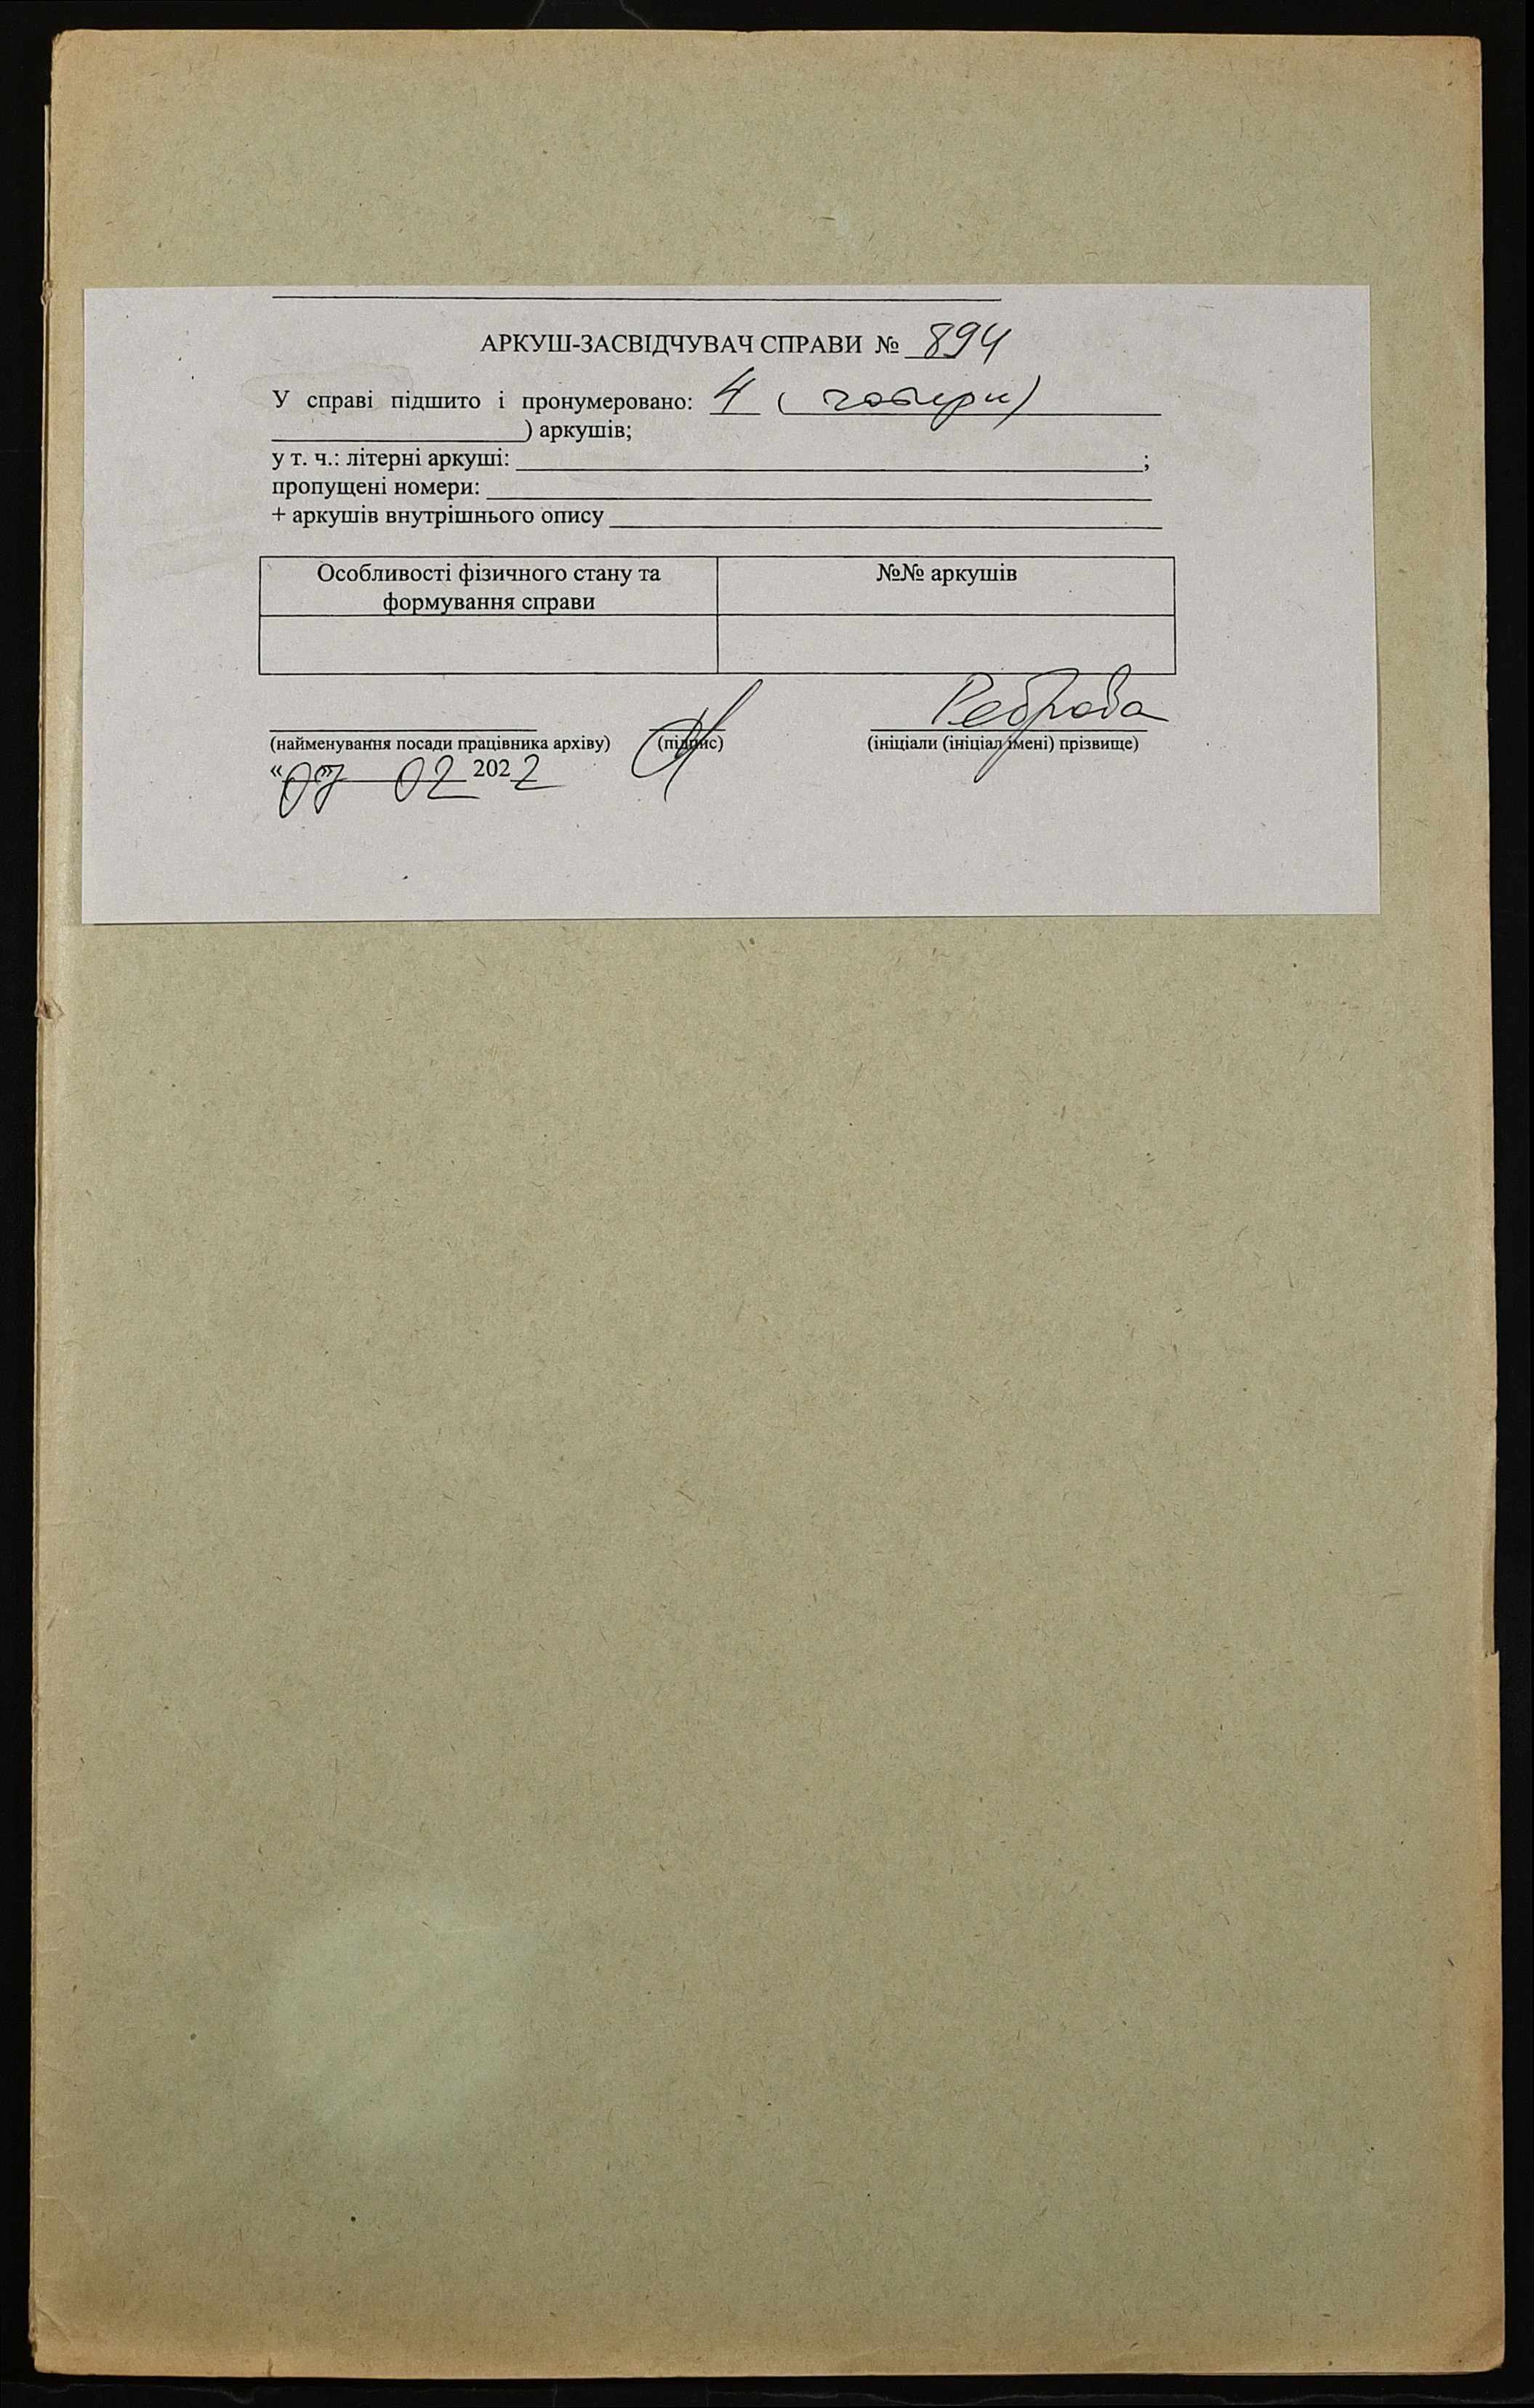 АРКУШ-ЗАСВІДЧУВАЧ СПРАВИ № 894
У справі підшито і пронумеровано: 4 ( чотири)
) аркушів;
у т. ч.: літерні аркуші: ;
пропущені номери:
+ аркушів внутрішнього опису
Особливості фізичного стану та формування справи
№№ аркушів
Реброва
(найменування посади працівника архіву) (підпис) (ініціали (ініціал імені) прізвище)
«07» 02 2022